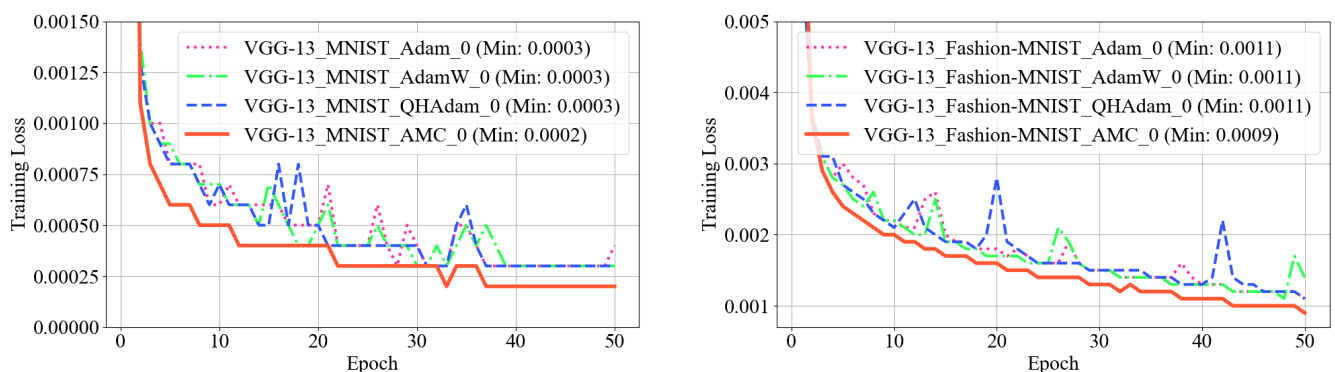 0.00150
0.00125
0.00100
0.00075
0.00050
0.00025
0.00000
Training Loss
VGG-13_MNIST_Adam_0 (Min: 0.0003)
VGG-13_MNIST_AdamW_0 (Min: 0.0003)
VGG-13_MNIST_QHAdam_0 (Min: 0.0003)
VGG-13_MNIST_AMC_0 (Min: 0.0002)
0 10 20 30 40 50
Epoch
0.005
0.004
0.003
0.002
0.001
Training Loss
VGG-13_Fashion-MNIST_Adam_0 (Min: 0.0011)
VGG-13_Fashion-MNIST_AdamW_0 (Min: 0.0011)
VGG-13_Fashion-MNIST_QHAdam_0 (Min: 0.0011)
VGG-13_Fashion-MNIST_AMC_0 (Min: 0.0009)
0 10 20 30 40 50
Epoch